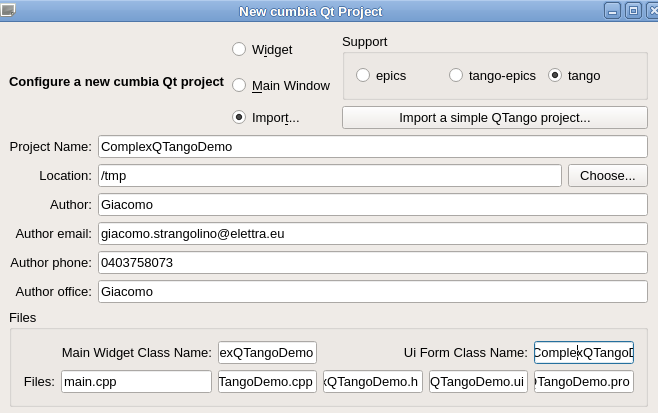 New cumbia Qt Project
Configure a new cumbia Qt project
Widget
Main Window
Import...
Support
epics
tango-epics
tango
Import a simple QTango project...
Project Name: ComplexQTangoDemo
Location: /tmp Choose...
Author: Giacomo
Author email: giacomo.strangolino@elettra.eu
Author phone: 0403758073
Author office: Giacomo
Files
Main Widget Class Name: exQTangoDemo Ui Form Class Name: ComplexQTangoD
Files: main.cpp TangoDemo.cpp xQTangoDemo.h QTangoDemo.ui QTangoDemo.pro